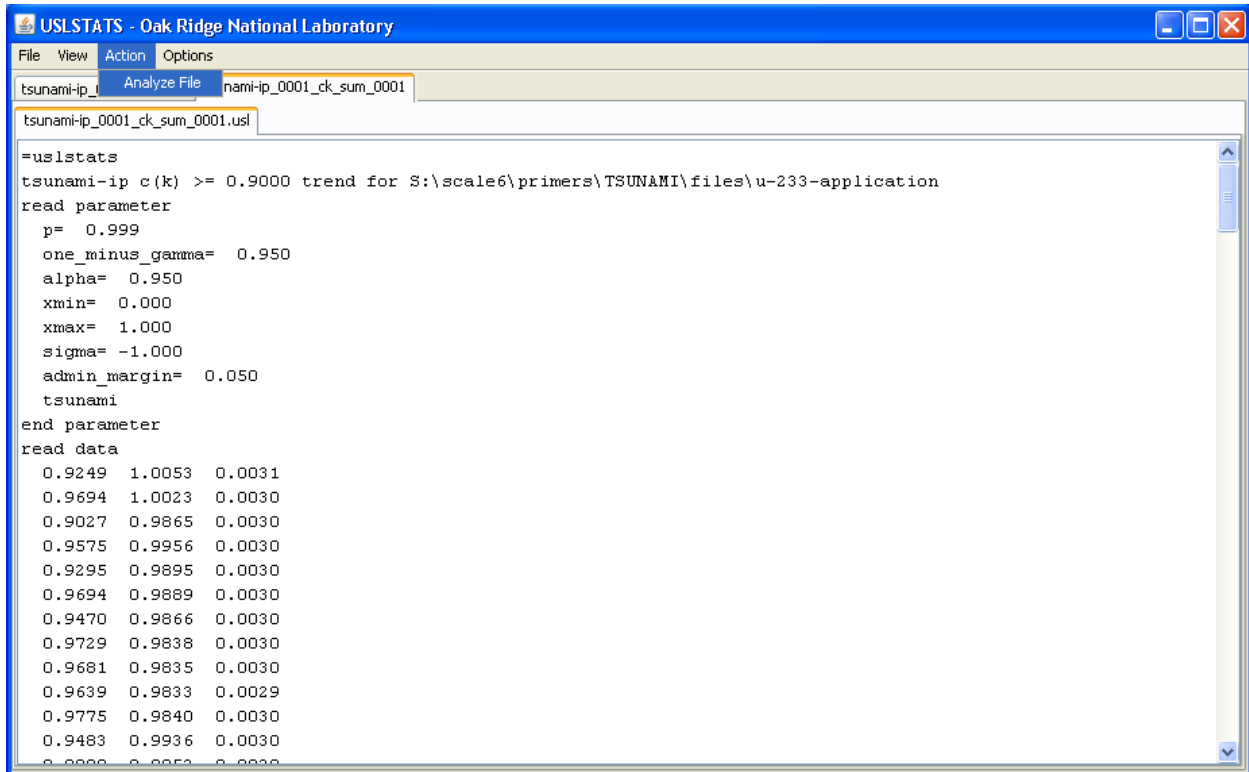 USLSTATS - Oak Ridge National Laboratory
File View Action Options
Analyze File
tsunami-ip_ nami-ip_0001_ck_sum_0001
tsunami-ip_0001_ck_sum_0001.usl
=uslstats
tsunami-ip c(k) >= 0.9000 trend for S:\scale6\primers\TSUNAMI\files\u-233-application
read parameter
p= 0.999
one_minus_gamma= 0.950
alpha= 0.950
xmin= 0.000
xmax= 1.000
sigma= -1.000
admin_margin= 0.050
tsunami
end parameter
read data
0.9249 1.0053 0.0031
0.9694 1.0023 0.0030
0.9027 0.9865 0.0030
0.9575 0.9956 0.0030
0.9295 0.9895 0.0030
0.9694 0.9889 0.0030
0.9470 0.9866 0.0030
0.9729 0.9838 0.0030
0.9681 0.9835 0.0030
0.9639 0.9833 0.0029
0.9775 0.9840 0.0030
0.9483 0.9936 0.0030